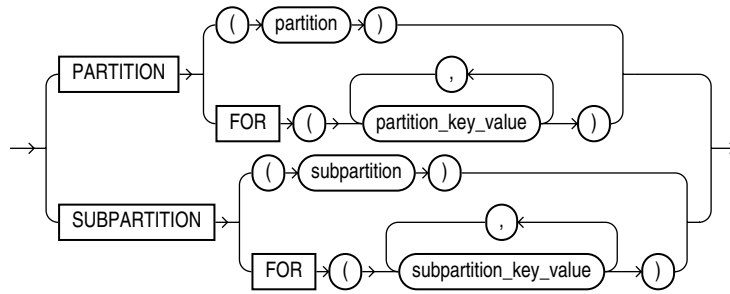 ( partition )
PARTITION
,
FOR ( partition_key_value )
( subpartition )
SUBPARTITION
,
FOR ( subpartition_key_value )